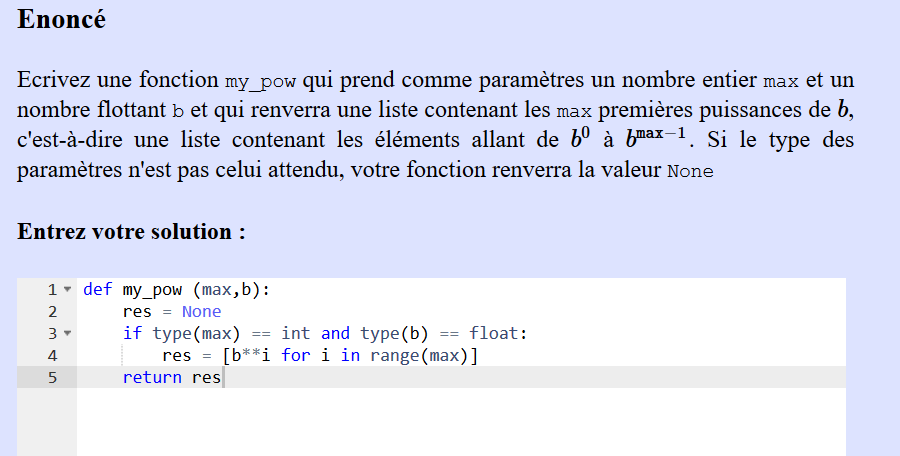 Enoncé
Ecrivez une fonction my_pow qui prend comme paramètres un nombre entier max et un
nombre flottant b et qui renverra une liste contenant les max premières puissances de b,
c'est-à-dire une liste contenant les éléments allant de b⁰ à b^max−1. Si le type des
paramètres n'est pas celui attendu, votre fonction renverra la valeur None
Entrez votre solution :
1 def my_pow (max,b):
2     res = None
3     if type(max) == int and type(b) == float:
4         res = [b**i for i in range(max)]
5     return res